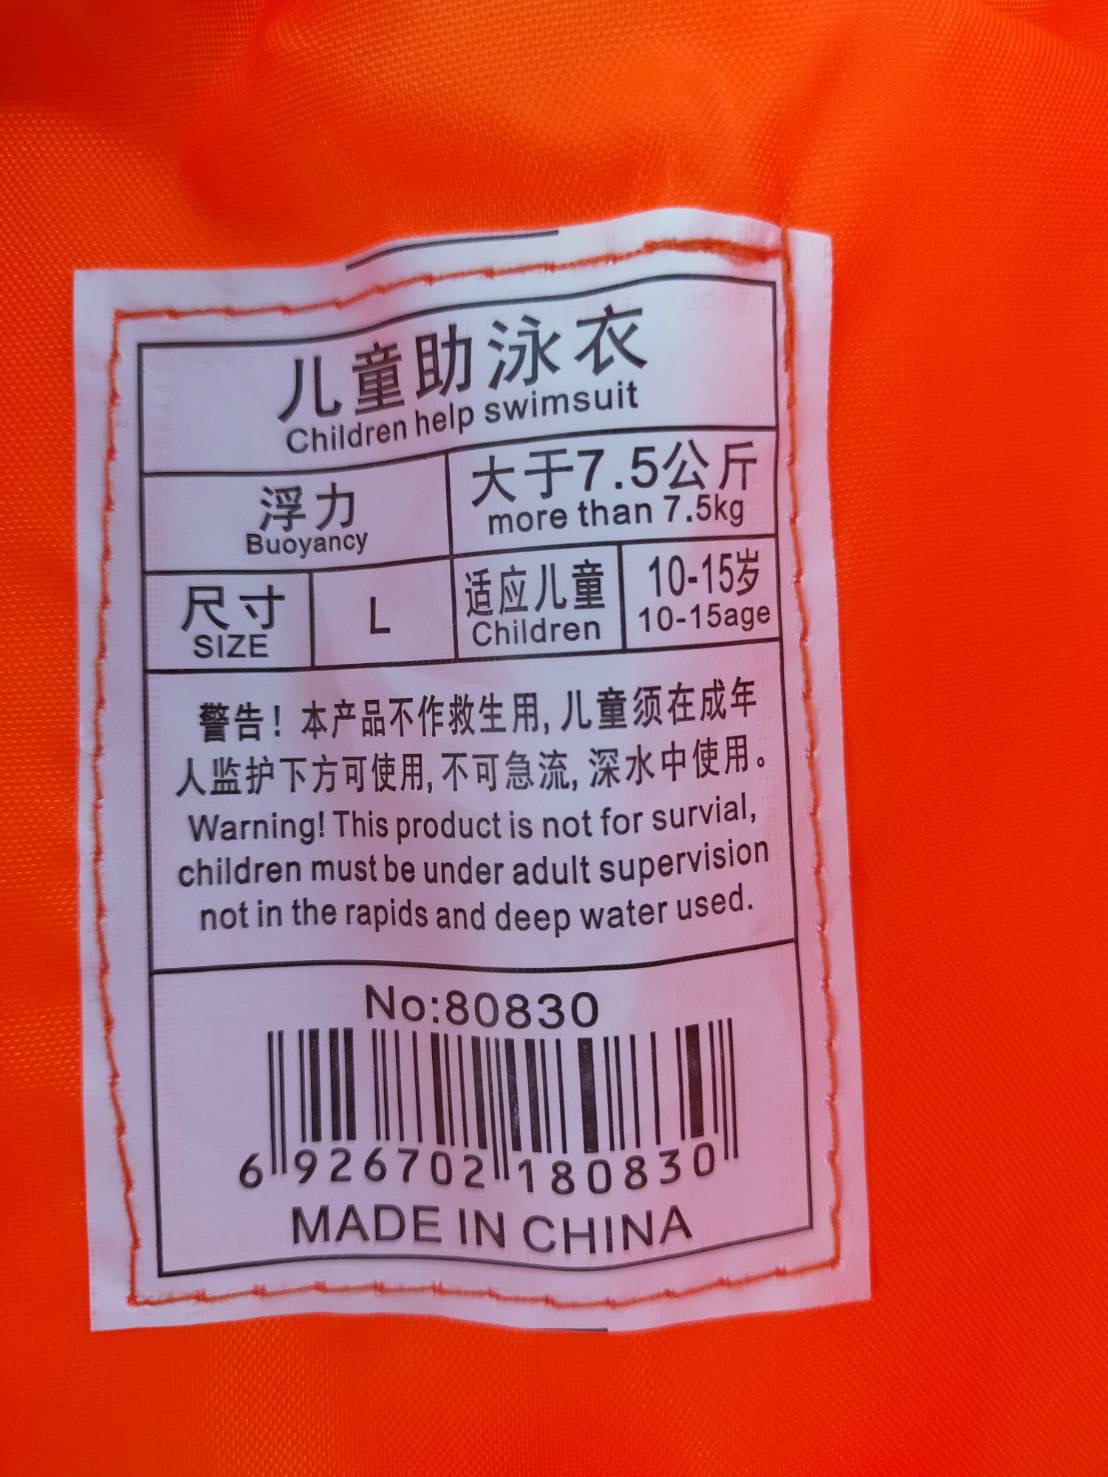 儿童助泳衣
Children help swimsuit
浮力
Buoyancy
大于7.5公斤
more than 7.5kg
尺寸
SIZE
L
适应儿童
Children
10-15岁
10-15age
警告！本产品不作救生用,儿童须在成年
人监护下方可使用,不可急流,深水中使用。
Warning! This product is not for survial,
children must be under adult supervision
not in the rapids and deep water used.
No:80830
6 926702 180830
MADE IN CHINA